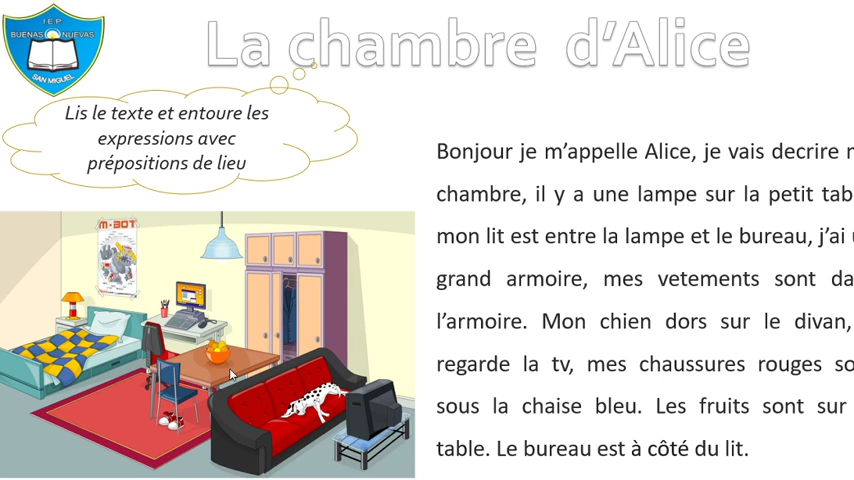 I.E.P.
BUENAS NUEVAS
SAN MIGUEL
La chambre d’Alice
Lis le texte et entoure les
expressions avec
prépositions de lieu
M-BOT
Bonjour je m’appelle Alice, je vais decrire
chambre, il y a une lampe sur la petit
mon lit est entre la lampe et le bureau, j’ai
grand armoire, mes vetements sont
l’armoire. Mon chien dors sur le divan,
regarde la tv, mes chaussures rouges
sous la chaise bleu. Les fruits sont sur
table. Le bureau est à côté du lit.